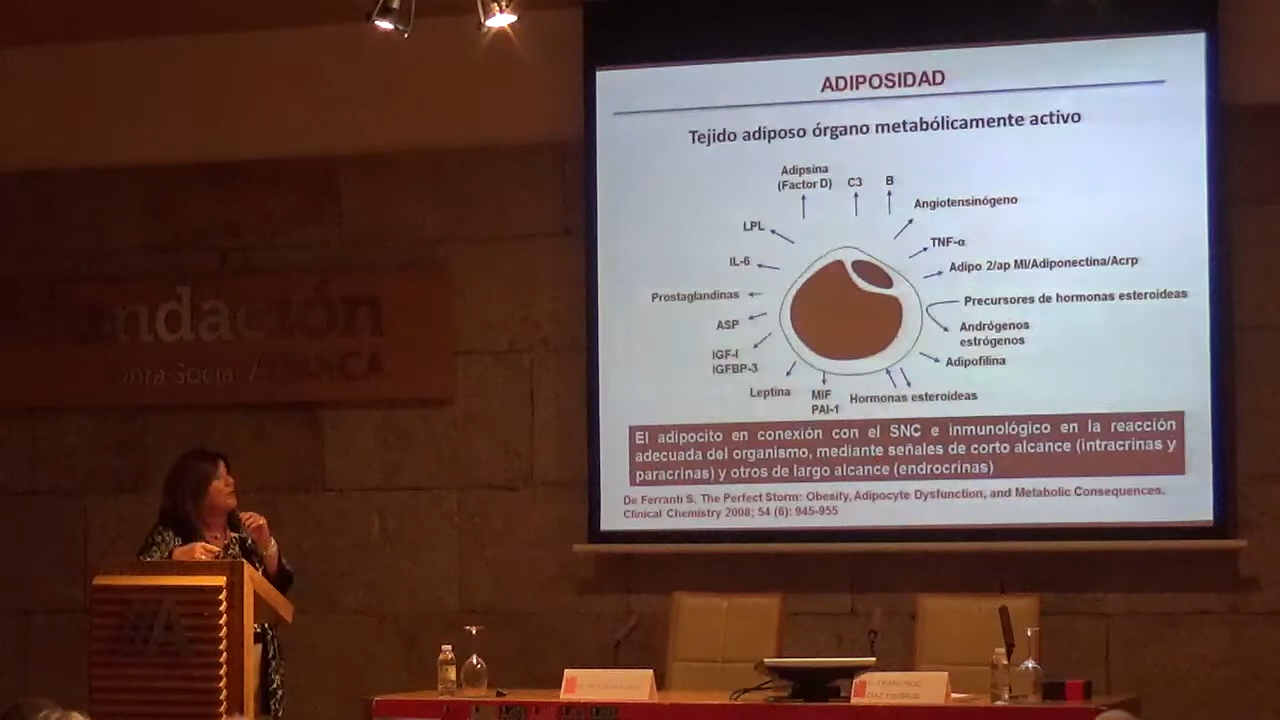 ADIPOSIDAD
Tejido adiposo órgano metabólicamente activo
Adipsina
(Factor D)
C3
B
Angiotensinógeno
LPL
TNF-α
IL-6
Adipo 2/ap MI/Adiponectina/Acrp
Prostaglandinas
Precursores de hormonas esteroideas
ASP
Andrógenos
estrógenos
IGF-I
IGFBP-3
Adipofilina
Leptina
MIF
PAI-1
Hormonas esteroideas
El adipocito en conexión con el SNC e inmunológico en la reacción
adecuada del organismo, mediante señales de corto alcance (intracrinas y
paracrinas) y otros de largo alcance (endocrinas)
De Ferranti S. The Perfect Storm: Obesity, Adipocyte Dysfunction, and Metabolic Consequences.
Clinical Chemistry 2008; 54 (6): 945-955
undación
Social